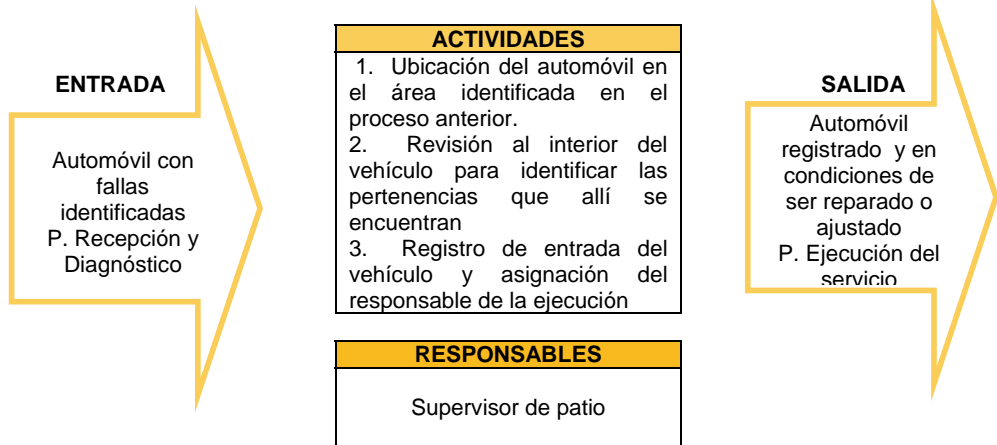 ENTRADA
Automóvil con
fallas
identificadas
P. Recepción y
Diagnóstico
ACTIVIDADES
1. Ubicación del automóvil en
el área identificada en el
proceso anterior.
2. Revisión al interior del
vehículo para identificar las
pertenencias que allí se
encuentran
3. Registro de entrada del
vehículo y asignación del
responsable de la ejecución
RESPONSABLES
Supervisor de patio
SALIDA
Automóvil
registrado y en
condiciones de
ser reparado o
ajustado
P. Ejecución del
servicio